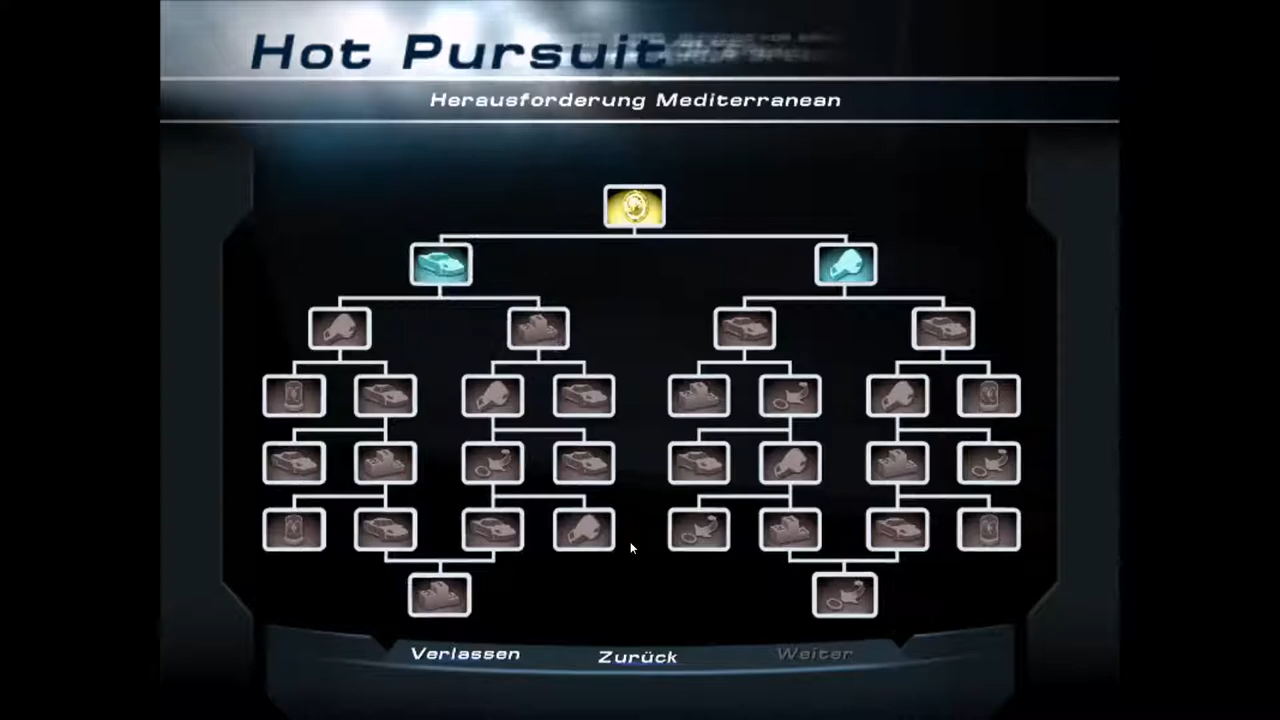 Hot Pursuit
Herausforderung Mediterranean
Verlassen
Zurück
Weiter